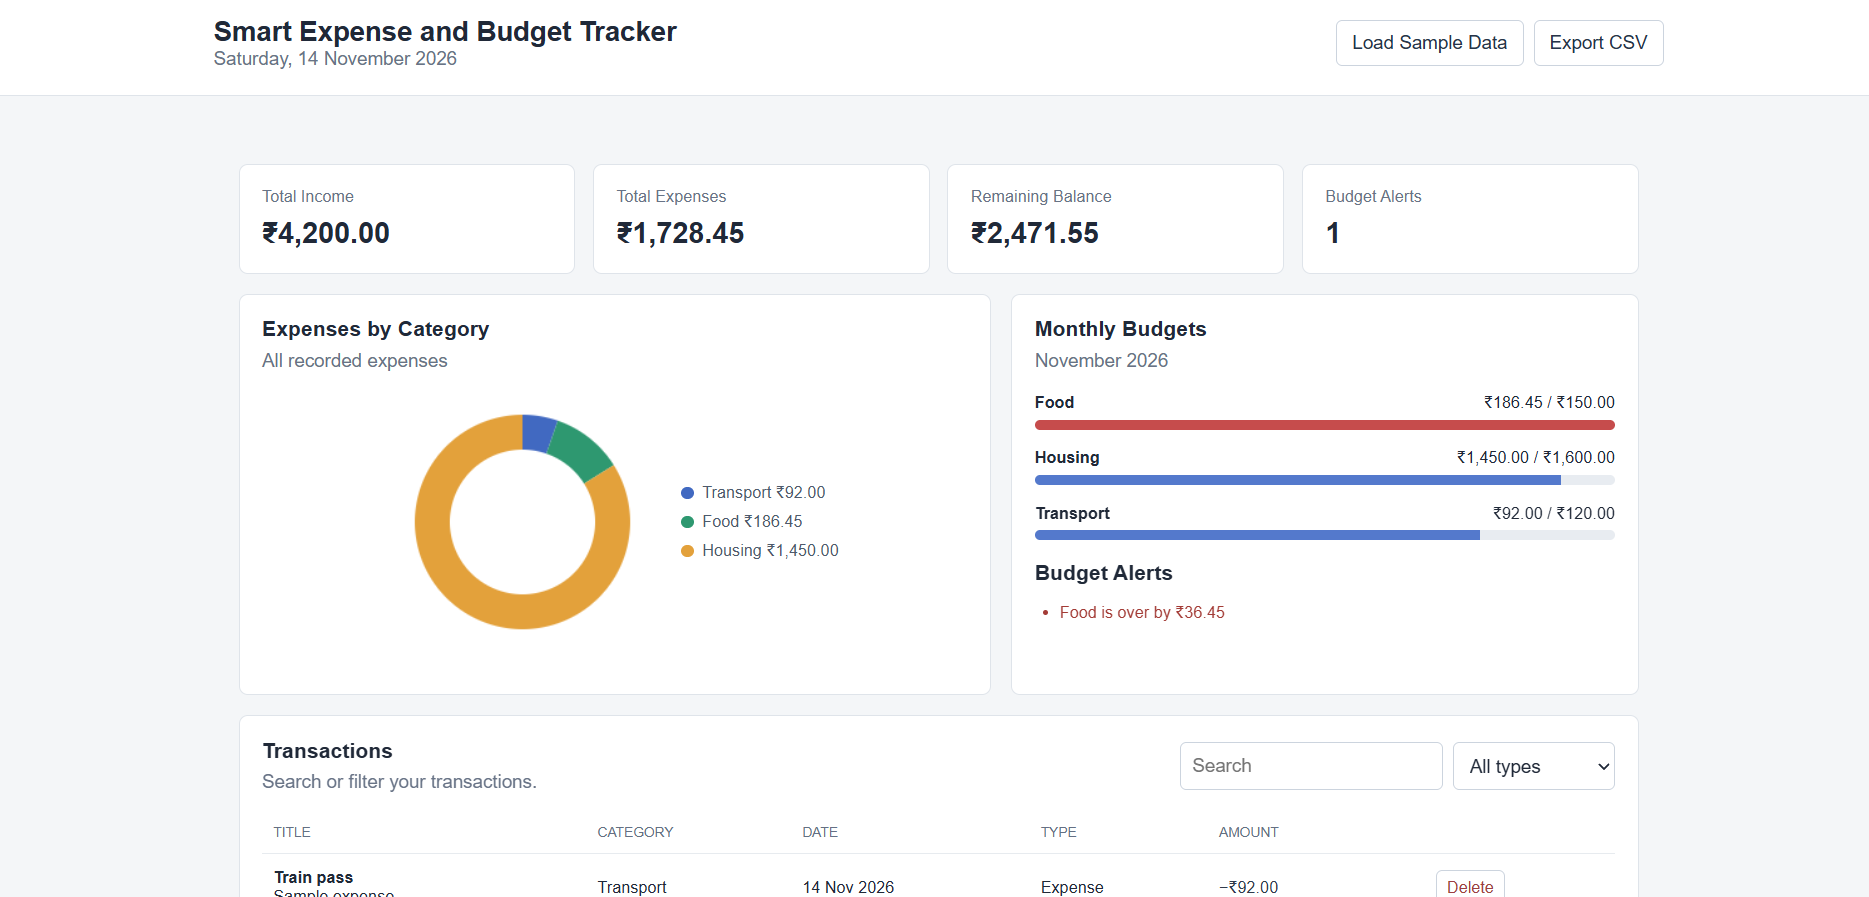 Smart Expense and Budget Tracker
Saturday, 14 November 2026
Load Sample Data
Export CSV
Total Income
₹4,200.00
Total Expenses
₹1,728.45
Remaining Balance
₹2,471.55
Budget Alerts
1
Expenses by Category
All recorded expenses
Transport ₹92.00
Food ₹186.45
Housing ₹1,450.00
Monthly Budgets
November 2026
Food ₹186.45 / ₹150.00
Housing ₹1,450.00 / ₹1,600.00
Transport ₹92.00 / ₹120.00
Budget Alerts
• Food is over by ₹36.45
Transactions
Search or filter your transactions.
Search
All types
TITLE CATEGORY DATE TYPE AMOUNT
Train pass
Sample expense
Transport 14 Nov 2026 Expense −₹92.00 Delete